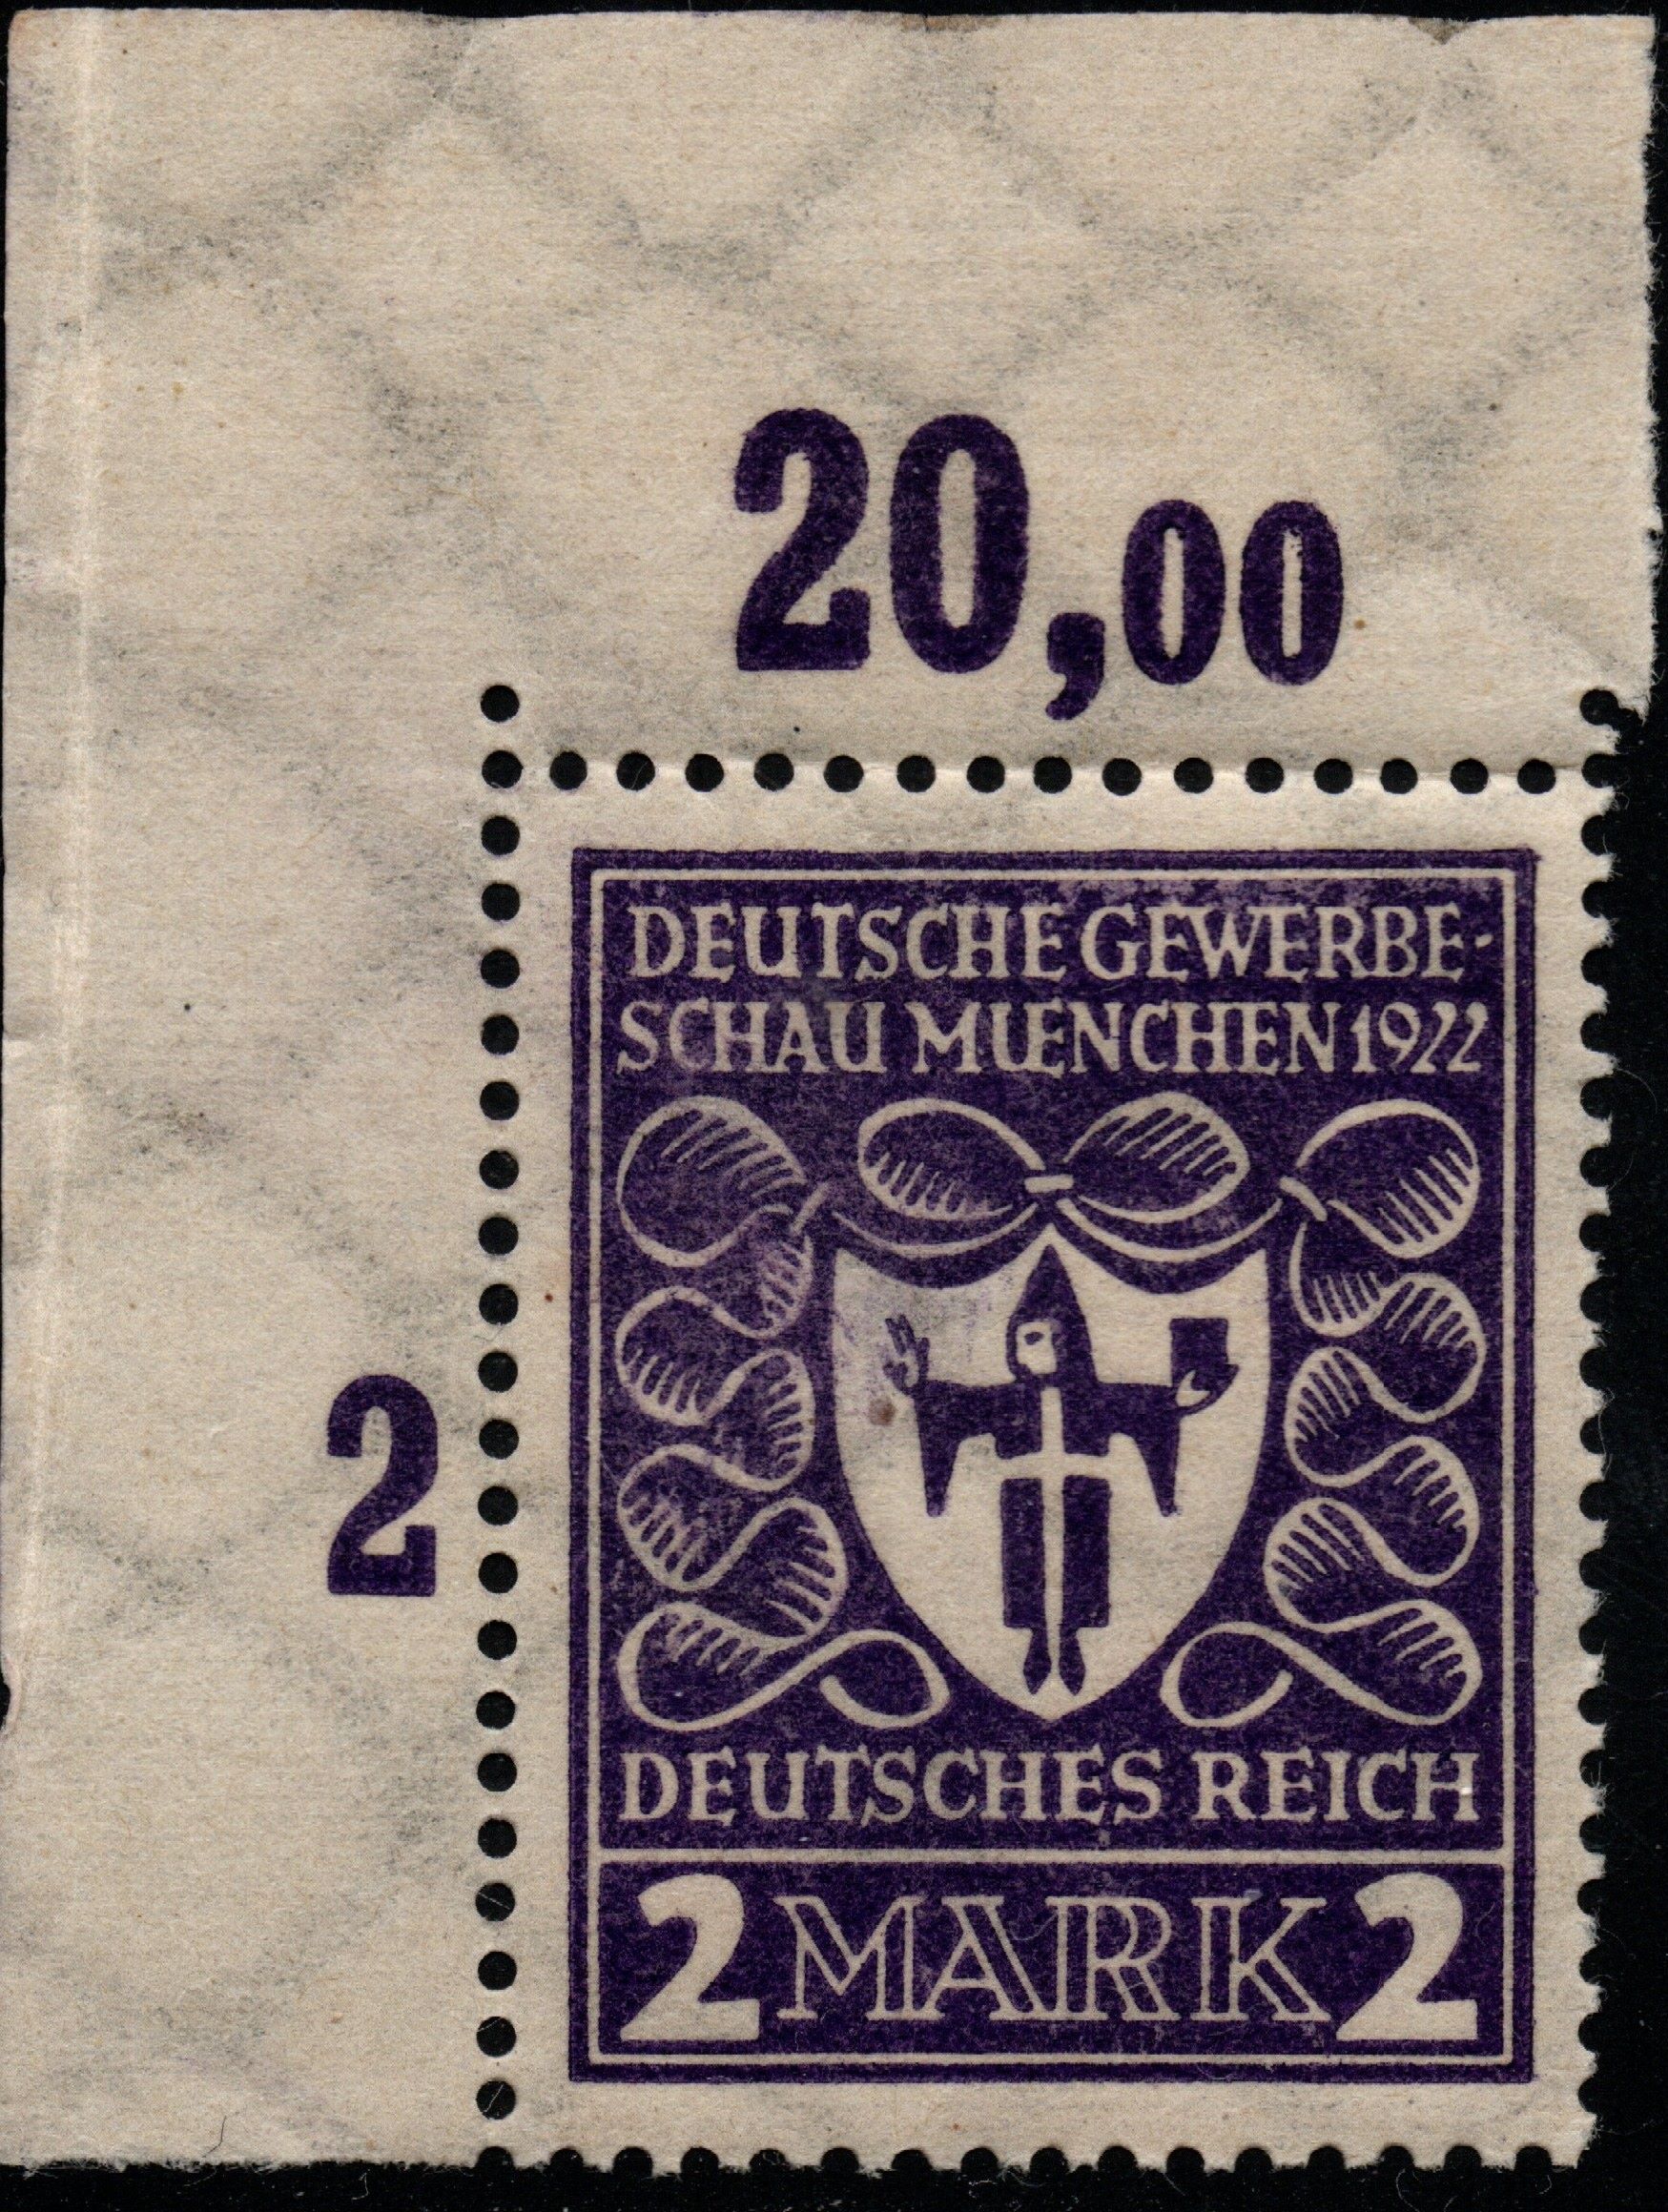 20,00
DEUTSCHE GEWERBE-
SCHAU MUENCHEN 1922
2
DEUTSCHES REICH
2 MARK 2